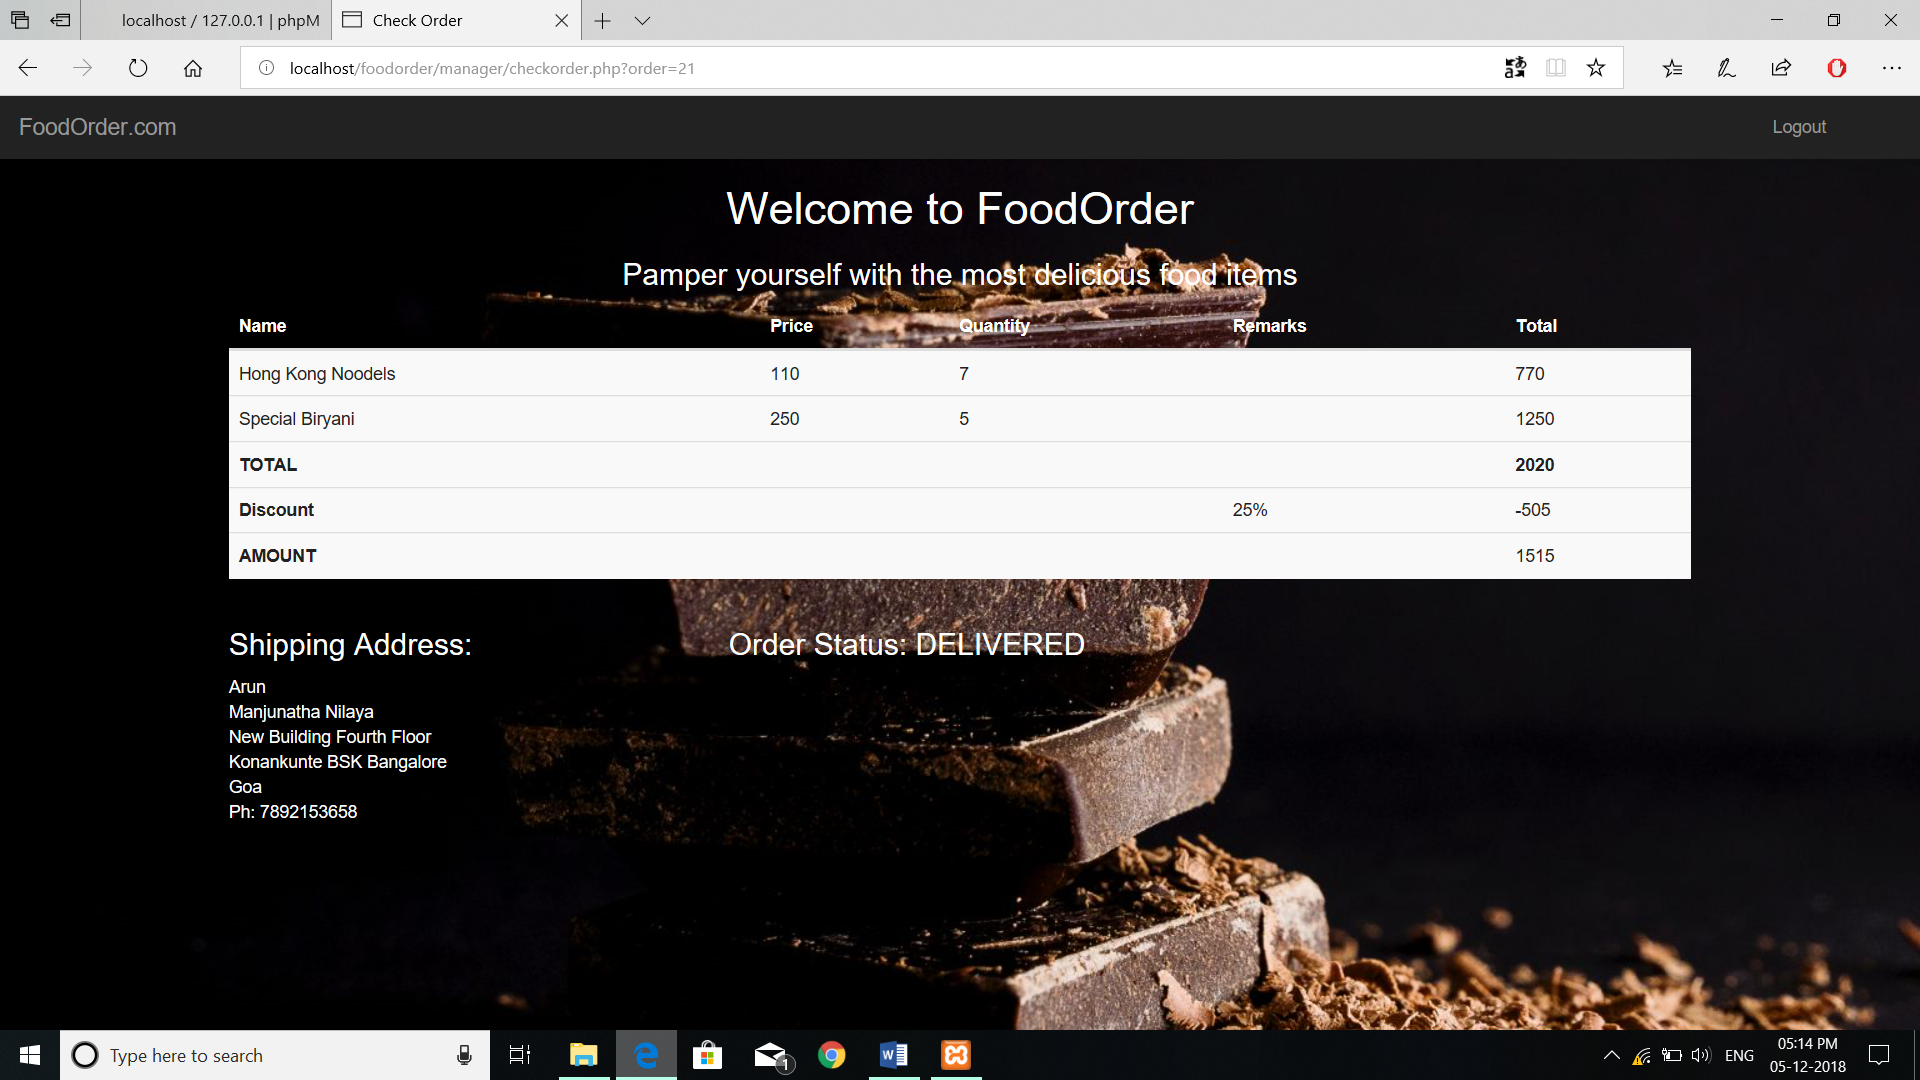 localhost / 127.0.0.1 | phpM
Check Order
localhost/foodorder/manager/checkorder.php?order=21
FoodOrder.com
Logout
Welcome to FoodOrder
Pamper yourself with the most delicious food items
Name Price Quantity Remarks Total
Hong Kong Noodels 110 7 770
Special Biryani 250 5 1250
TOTAL 2020
Discount 25% -505
AMOUNT 1515
Shipping Address:
Order Status: DELIVERED
Arun
Manjunatha Nilaya
New Building Fourth Floor
Konankunte BSK Bangalore
Goa
Ph: 7892153658
Type here to search
1
ENG
05:14 PM
05-12-2018